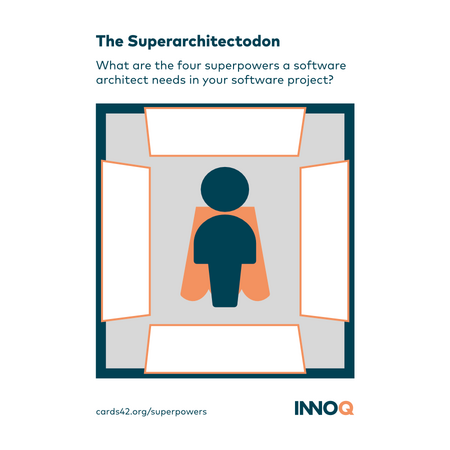 The Superarchitectodon
What are the four superpowers a software
architect needs in your software project?
cards42.org/superpowers
INNOQ